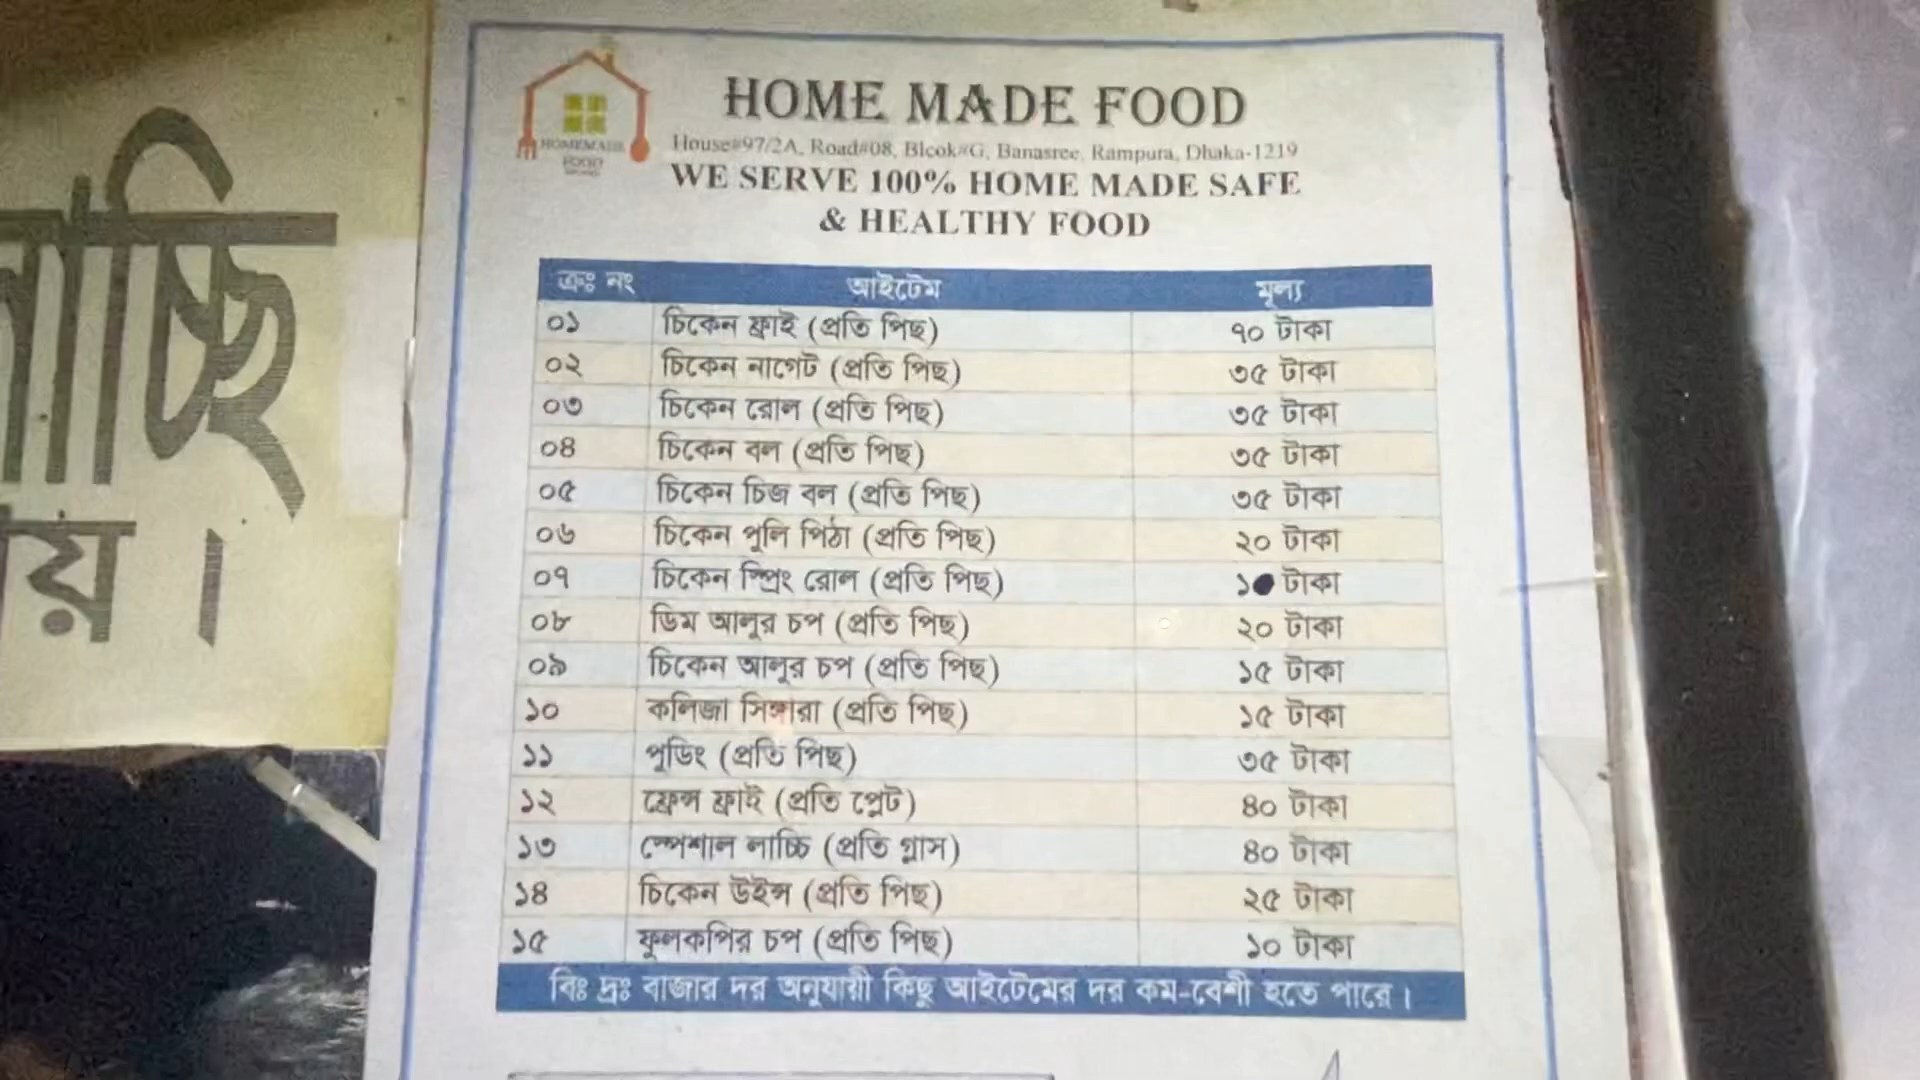 HOME MADE FOOD
HOMEMADE
FOOD
House#97/2A, Road#08, Blcok#G, Banasree, Rampura, Dhaka-1219
WE SERVE 100% HOME MADE SAFE
& HEALTHY FOOD
ক্রঃ নং আইটেম মূল্য
০১ চিকেন ফ্রাই (প্রতি পিছ) ৭০ টাকা
০২ চিকেন নাগেট (প্রতি পিছ) ৩৫ টাকা
০৩ চিকেন রোল (প্রতি পিছ) ৩৫ টাকা
০৪ চিকেন বল (প্রতি পিছ) ৩৫ টাকা
০৫ চিকেন চিজ বল (প্রতি পিছ) ৩৫ টাকা
০৬ চিকেন পুলি পিঠা (প্রতি পিছ) ২০ টাকা
০৭ চিকেন স্প্রিং রোল (প্রতি পিছ) টাকা
০৮ ডিম আলুর চপ (প্রতি পিছ) ২০ টাকা
০৯ চিকেন আলুর চপ (প্রতি পিছ) ১৫ টাকা
১০ কলিজা সিঙ্গারা (প্রতি পিছ) ১৫ টাকা
১১ পুডিং (প্রতি পিছ) ৩৫ টাকা
১২ ফ্রেন্স ফ্রাই (প্রতি প্লেট) ৪০ টাকা
১৩ স্পেশাল লাচ্চি (প্রতি গ্লাস) ৪০ টাকা
১৪ চিকেন উইন্স (প্রতি পিছ) ২৫ টাকা
১৫ ফুলকপির চপ (প্রতি পিছ) ১০ টাকা
বিঃ দ্রঃ বাজার দর অনুযায়ী কিছু আইটেমের দর কম-বেশী হতে পারে।